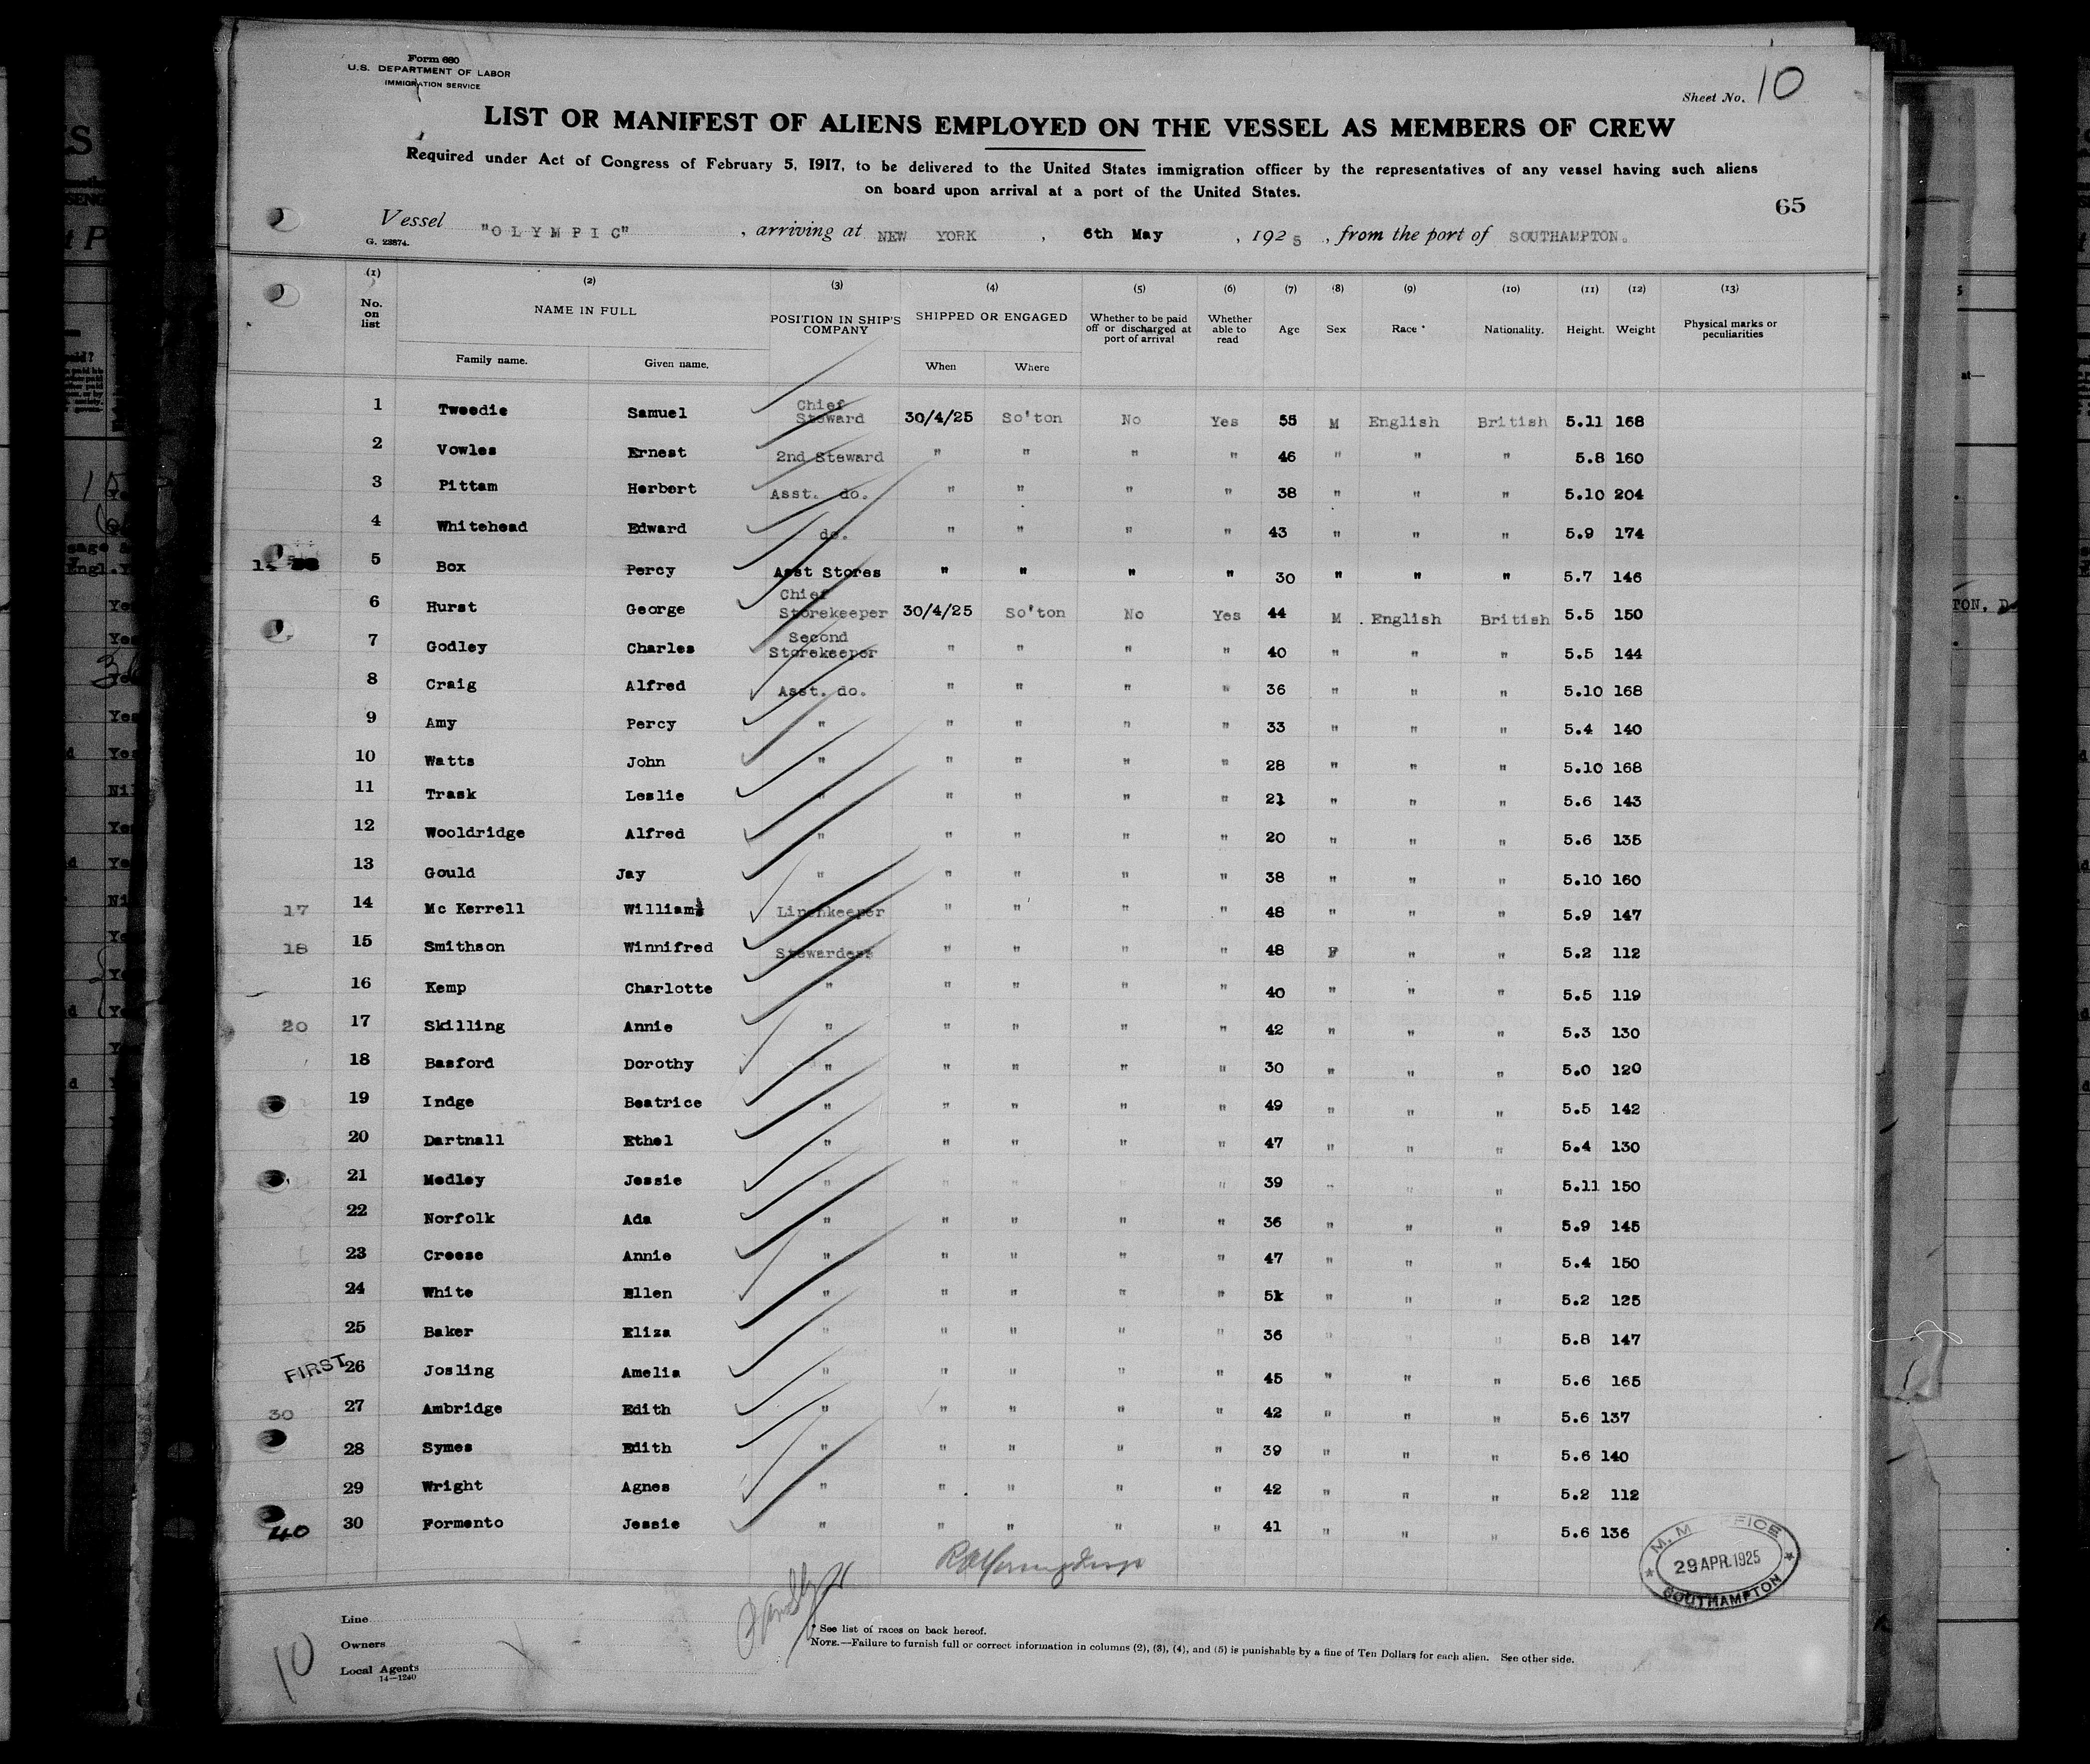 Form 680
U.S. DEPARTMENT OF LABOR
IMMIGRATION SERVICE
Sheet No. 10
LIST OR MANIFEST OF ALIENS EMPLOYED ON THE VESSEL AS MEMBERS OF CREW
Required under Act of Congress of February 5, 1917, to be delivered to the United States immigration officer by the representatives of any vessel having such aliens
on board upon arrival at a port of the United States.
65
Vessel "OLYMPIC" , arriving at NEW YORK , 6th May , 1925 , from the port of SOUTHAMPTON.
G. 23874.
(1) (2) (3) (4) (5) (6) (7) (8) (9) (10) (11) (12) (13)
No. on list NAME IN FULL POSITION IN SHIP'S COMPANY SHIPPED OR ENGAGED Whether to be paid off or discharged at port of arrival Whether able to read Age Sex Race * Nationality. Height. Weight Physical marks or peculiarities
Family name. Given name. When Where
1 Tweedie Samuel Chief Steward 30/4/25 So'ton No Yes 55 M English British 5.11 168
2 Vowles Ernest 2nd Steward " " " " 46 " " " 5.8 160
3 Pittam Herbert Asst. do. " " " " 38 " " " 5.10 204
4 Whitehead Edward do. " " " " 43 " " " 5.9 174
5 Box Percy Asst Stores " " " " 30 " " " 5.7 146
6 Hurst George Chief Storekeeper 30/4/25 So'ton No Yes 44 M English British 5.5 150
7 Godley Charles Second Storekeeper " " " " 40 " " " 5.5 144
8 Craig Alfred Asst. do. " " " " 36 " " " 5.10 168
9 Amy Percy " " " " " 33 " " " 5.4 140
10 Watts John " " " " " 28 " " " 5.10 168
11 Trask Leslie " " " " " 21 " " " 5.6 143
12 Wooldridge Alfred " " " " " 20 " " " 5.6 135
13 Gould Jay " " " " " 38 " " " 5.10 160
17 14 Mc Kerrell William Linenkeeper " " " " 48 " " " 5.9 147
18 15 Smithson Winnifred Stewardess " " " " 48 F " " 5.2 112
16 Kemp Charlotte " " " " " 40 " " " 5.5 119
20 17 Skilling Annie " " " " " 42 " " " 5.3 130
18 Basford Dorothy " " " " " 30 " " " 5.0 120
19 Indge Beatrice " " " " " 49 " " " 5.5 142
20 Dartnall Ethel " " " " " 47 " " " 5.4 130
21 Medley Jessie " " " " " 39 " " " 5.11 150
22 Norfolk Ada " " " " " 36 " " " 5.9 145
23 Creese Annie " " " " " 47 " " " 5.4 150
24 White Ellen " " " " " " " " 5.2 125
25 Baker Eliza " " " " " 36 " " " 5.8 147
FIRST 26 Josling Amelia " " " " " 45 " " " 5.6 165
30 27 Ambridge Edith " " " " " 42 " " " 5.6 137
28 Symes Edith " " " " " 39 " " " 5.6 140
29 Wright Agnes " " " " " 42 " " " 5.2 112
40 30 Formento Jessie " " " " " 41 " " " 5.6 136
29 APR. 1925
SOUTHAMPTON
Line
Owners
Local Agents
14—1240
* See list of races on back hereof.
NOTE.—Failure to furnish full or correct information in columns (2), (3), (4), and (5) is punishable by a fine of Ten Dollars for each alien. See other side.
10